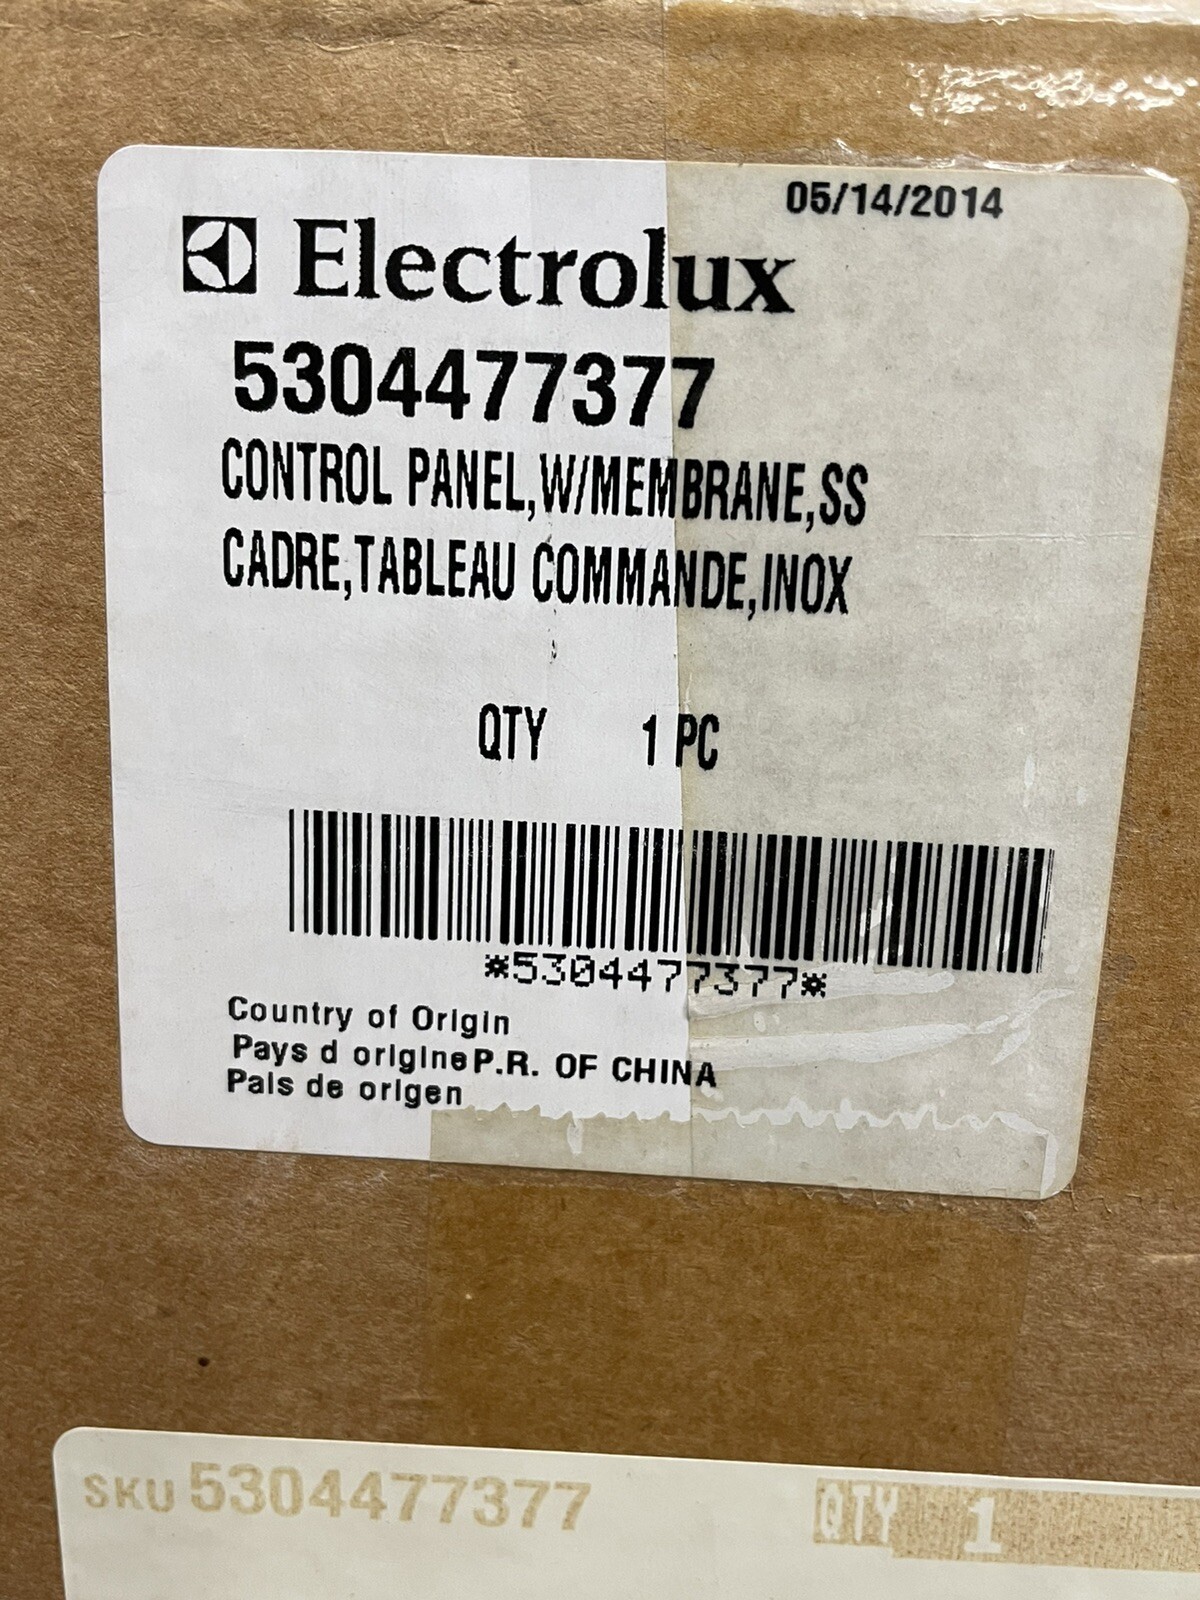 05/14/2014
Electrolux
5304477377
CONTROL PANEL,W/MEMBRANE,SS
CADRE,TABLEAU COMMANDE,INOX
QTY 1 PC
*5304477377*
Country of Origin
Pays d origine P.R. OF CHINA
Pais de origen
SKU 5304477377 QTY 1